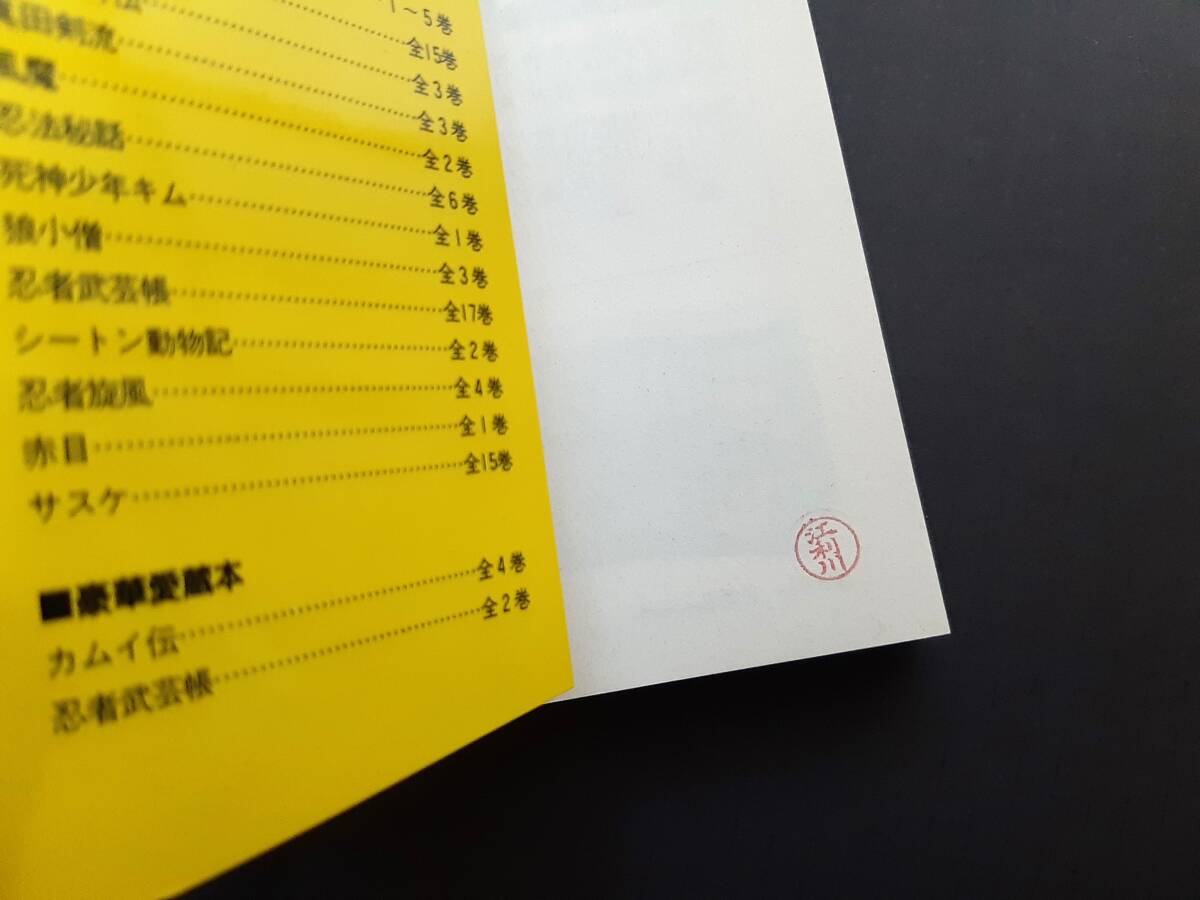 1～5巻
全15巻
伝 全3巻
真田剣流 全3巻
風魔 全2巻
忍法秘話 全6巻
死神少年キム 全1巻
狼小僧 全3巻
忍者武芸帳 全17巻
シートン動物記 全2巻
忍者旋風 全4巻
赤目 全1巻
サスケ 全15巻
■豪華愛蔵本
カムイ伝 全4巻
忍者武芸帳 全2巻
江利川